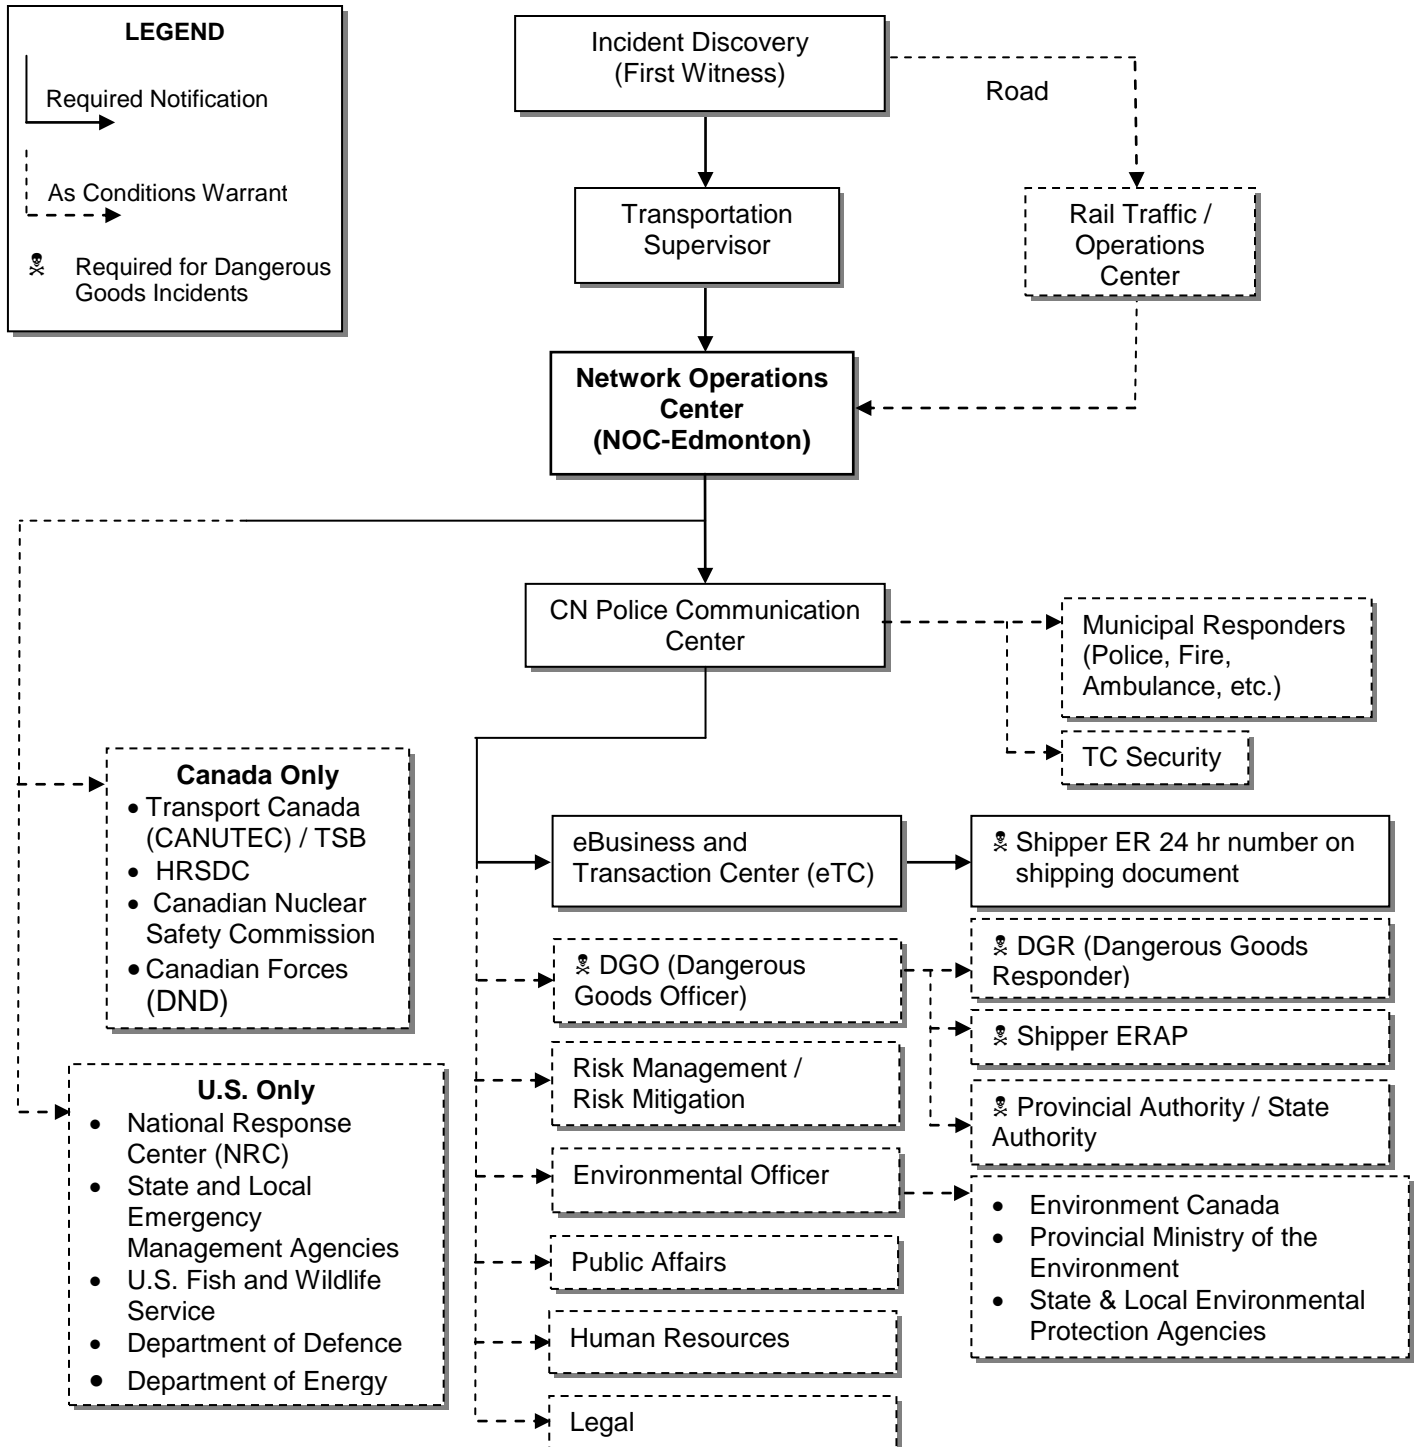 LEGEND
Required Notification
As Conditions Warrant
☠ Required for Dangerous
Goods Incidents
Incident Discovery
(First Witness)
Road
Transportation
Supervisor
Rail Traffic /
Operations
Center
Network Operations
Center
(NOC-Edmonton)
CN Police Communication
Center
Municipal Responders
(Police, Fire,
Ambulance, etc.)
TC Security
Canada Only
• Transport Canada
(CANUTEC) / TSB
• HRSDC
• Canadian Nuclear
Safety Commission
• Canadian Forces
(DND)
U.S. Only
• National Response
Center (NRC)
• State and Local
Emergency
Management Agencies
• U.S. Fish and Wildlife
Service
• Department of Defence
• Department of Energy
eBusiness and
Transaction Center (eTC)
☠ Shipper ER 24 hr number on
shipping document
☠ DGO (Dangerous
Goods Officer)
☠ DGR (Dangerous Goods
Responder)
☠ Shipper ERAP
☠ Provincial Authority / State
Authority
Risk Management /
Risk Mitigation
Environmental Officer
• Environment Canada
• Provincial Ministry of the
Environment
• State & Local Environmental
Protection Agencies
Public Affairs
Human Resources
Legal